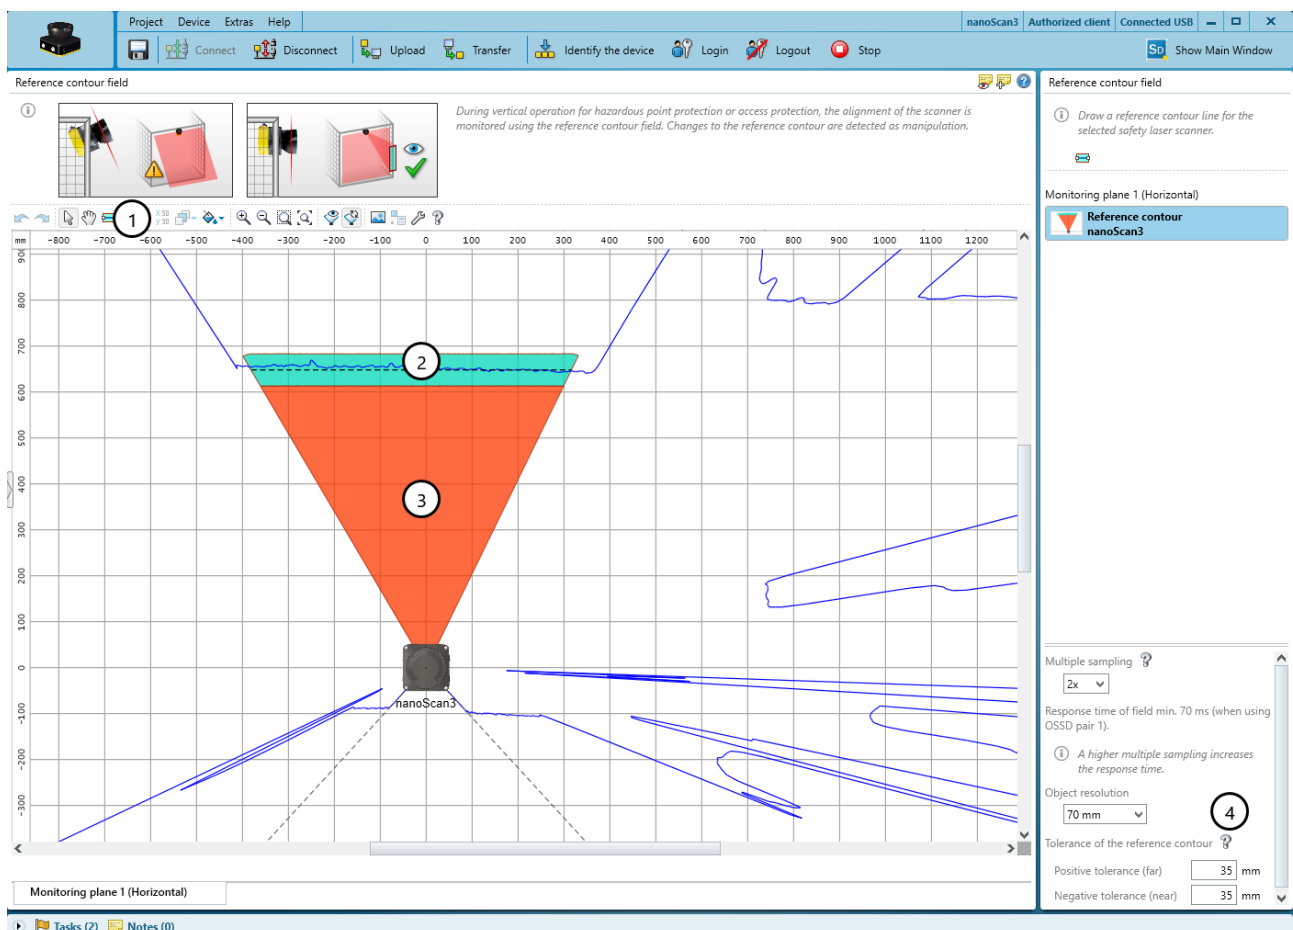 Project Device Extras Help
nanoScan3 Authorized client Connected USB
Connect Disconnect Upload Transfer Identify the device Login Logout Stop
SD Show Main Window
Reference contour field
During vertical operation for hazardous point protection or access protection, the alignment of the scanner is
monitored using the reference contour field. Changes to the reference contour are detected as manipulation.
1
X 50
y 30
mm -800 -700 -600 -500 -400 -300 -200 -100 0 100 200 300 400 500 600 700 800 900 1000 1100 1200
900
800
700
600
500
400
300
200
100
0
-100
-200
-300
2
3
nanoScan3
Monitoring plane 1 (Horizontal)
Tasks (2) Notes (0)
Reference contour field
Draw a reference contour line for the
selected safety laser scanner.
Monitoring plane 1 (Horizontal)
Reference contour
nanoScan3
Multiple sampling
2x
Response time of field min. 70 ms (when using
OSSD pair 1).
A higher multiple sampling increases
the response time.
Object resolution
70 mm
4
Tolerance of the reference contour
Positive tolerance (far) 35 mm
Negative tolerance (near) 35 mm